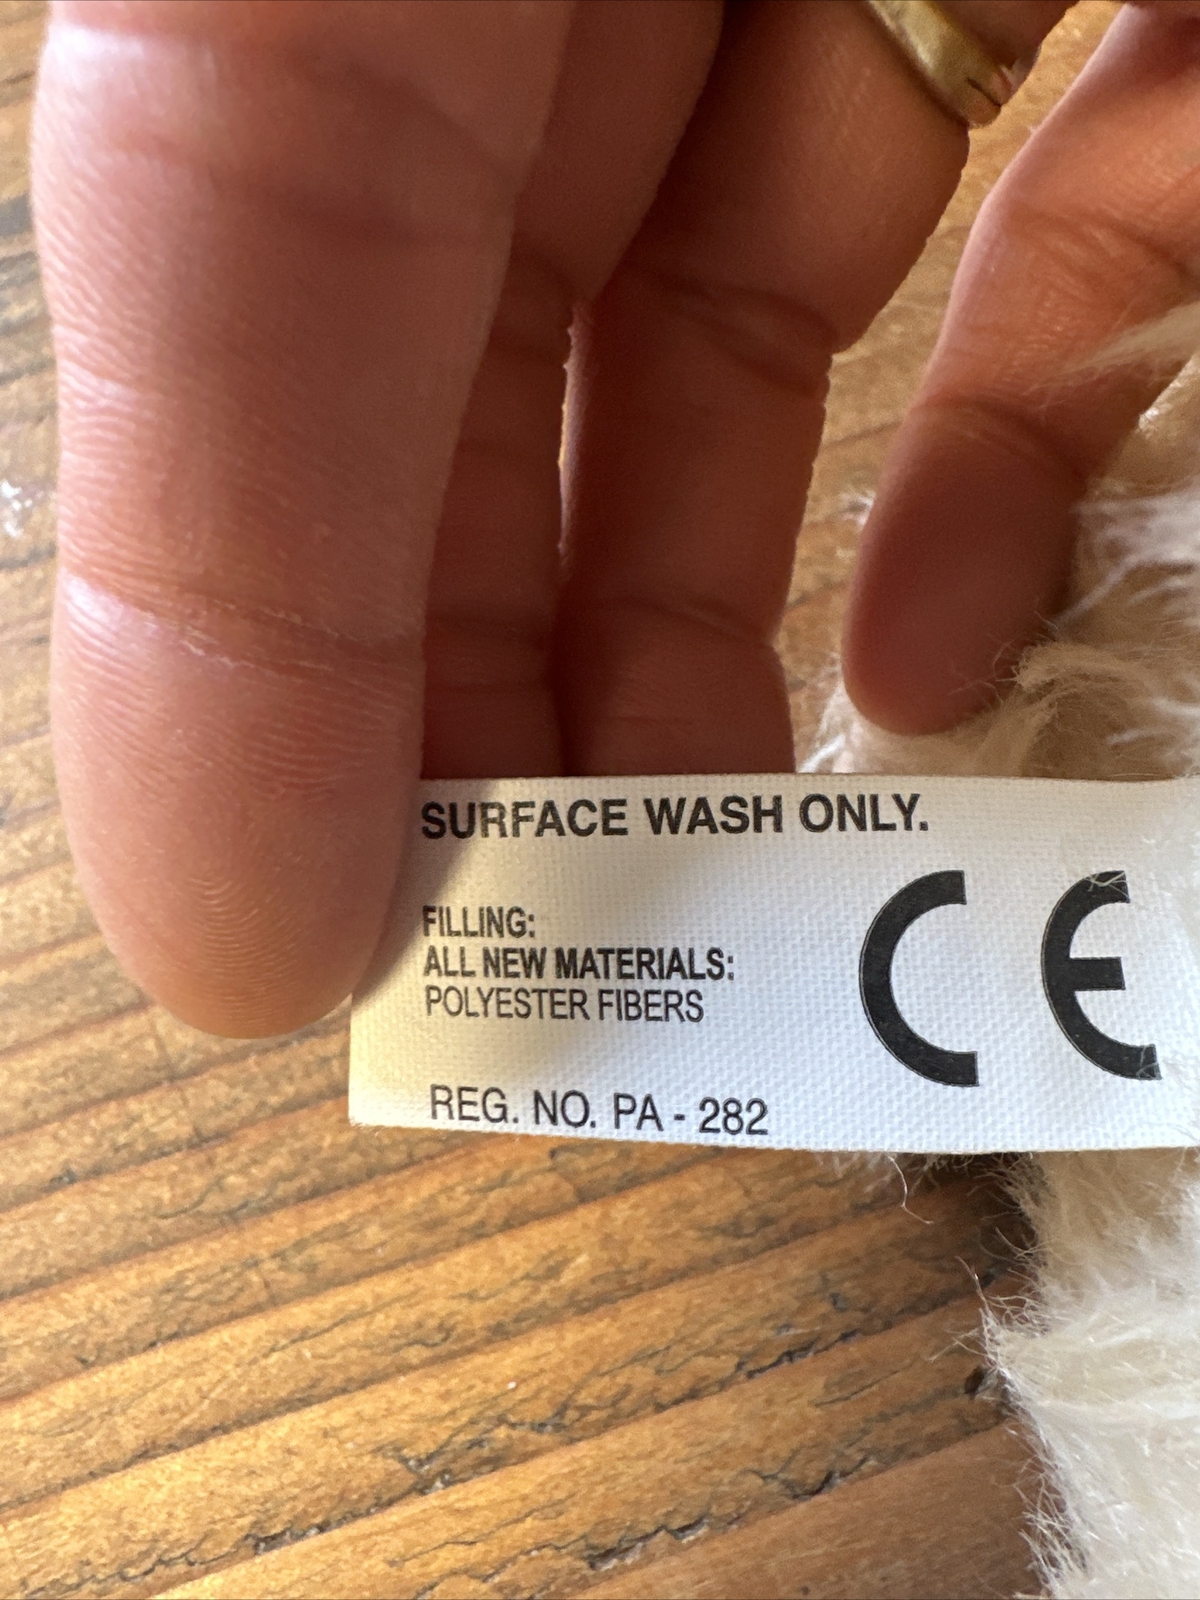 SURFACE WASH ONLY.
FILLING:
ALL NEW MATERIALS:
POLYESTER FIBERS
REG. NO. PA - 282
CE